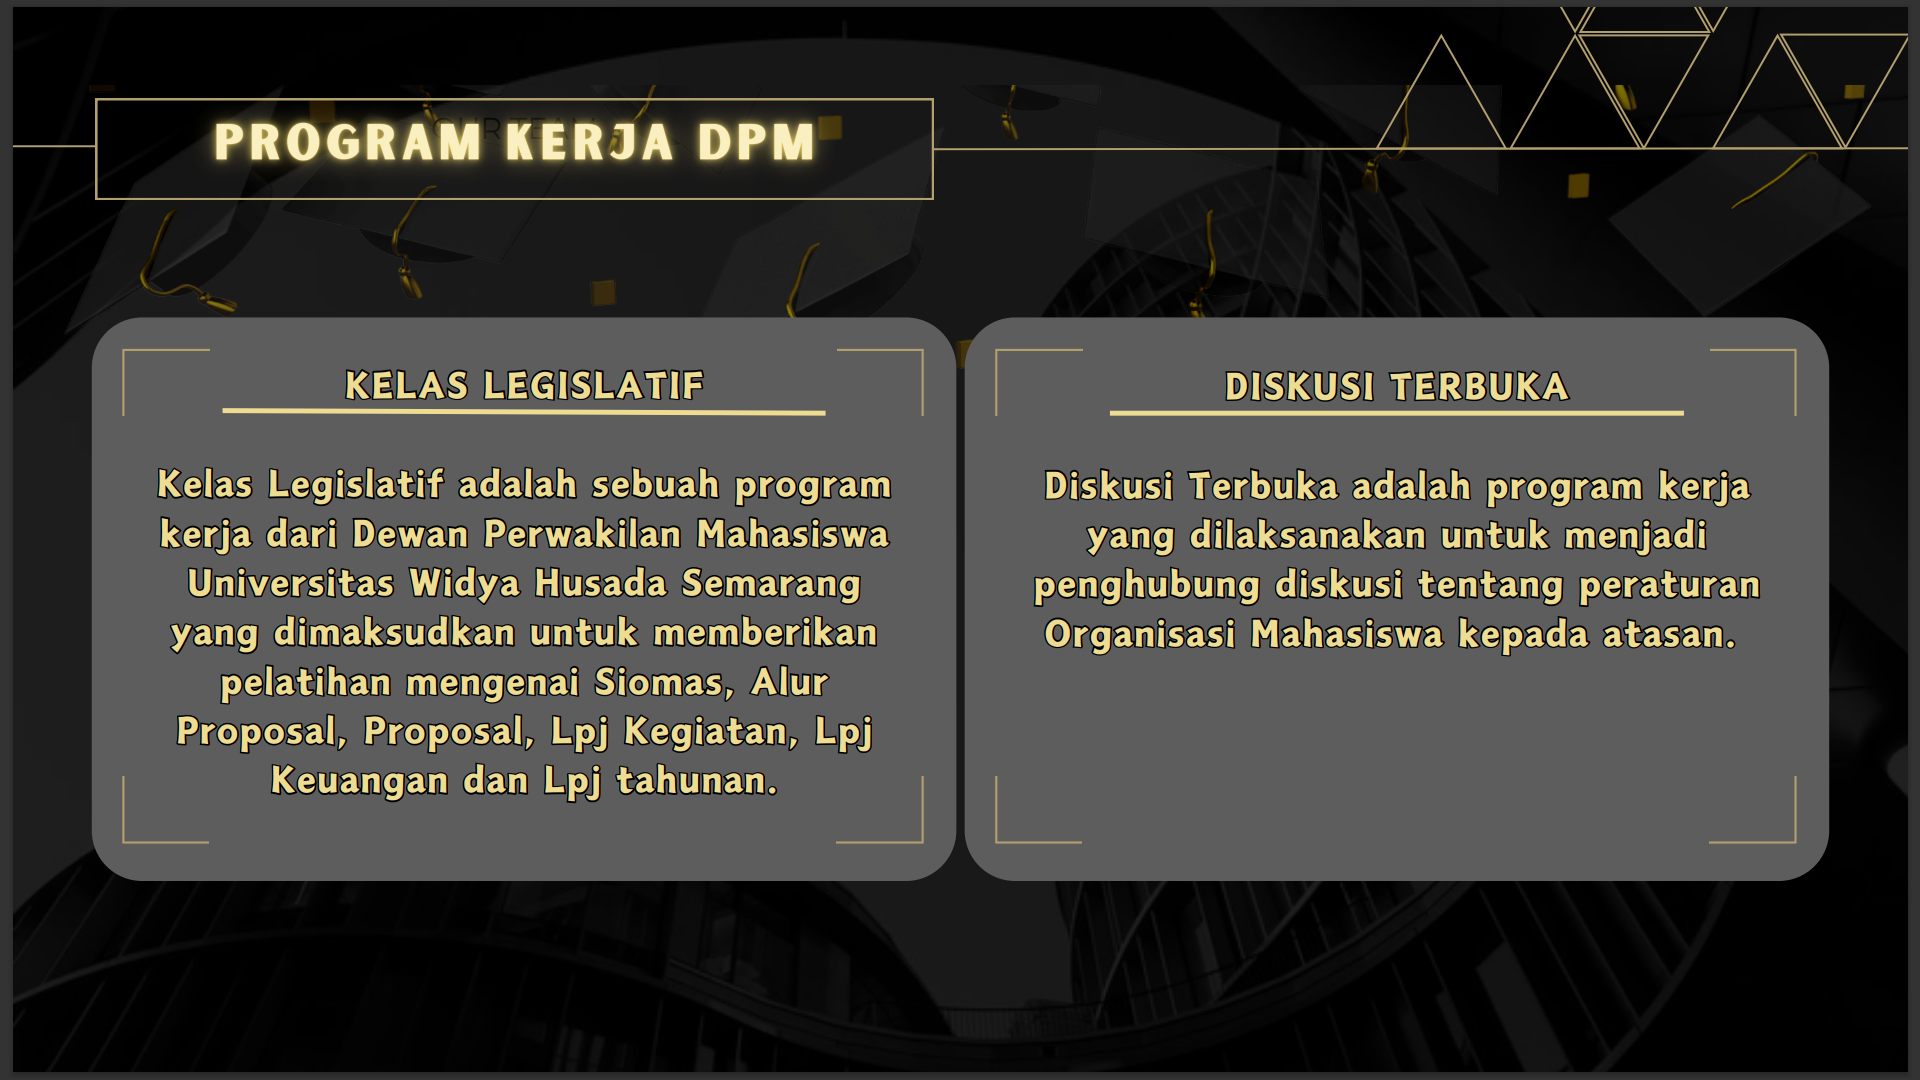 PROGRAM KERJA DPM
OUR TEAM
KELAS LEGISLATIF
Kelas Legislatif adalah sebuah program
kerja dari Dewan Perwakilan Mahasiswa
Universitas Widya Husada Semarang
yang dimaksudkan untuk memberikan
pelatihan mengenai Siomas, Alur
Proposal, Proposal, Lpj Kegiatan, Lpj
Keuangan dan Lpj tahunan.
DISKUSI TERBUKA
Diskusi Terbuka adalah program kerja
yang dilaksanakan untuk menjadi
penghubung diskusi tentang peraturan
Organisasi Mahasiswa kepada atasan.